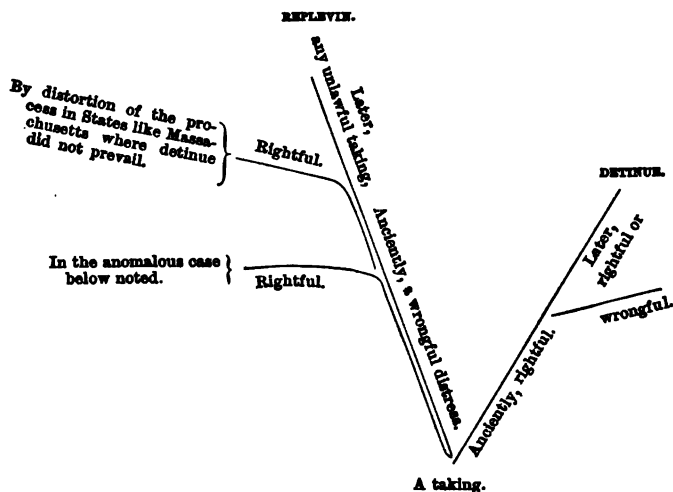 REPLEVIN.
Later,
any unlawful taking,
By distortion of the pro-
cess in States like Massa-
chusetts where detinue
did not prevail.
Rightful.
DETINUE.
Anciently, a wrongful distress.
Later,
rightful or
In the anomalous case
below noted.
Rightful.
wrongful.
Anciently, rightful.
A taking.